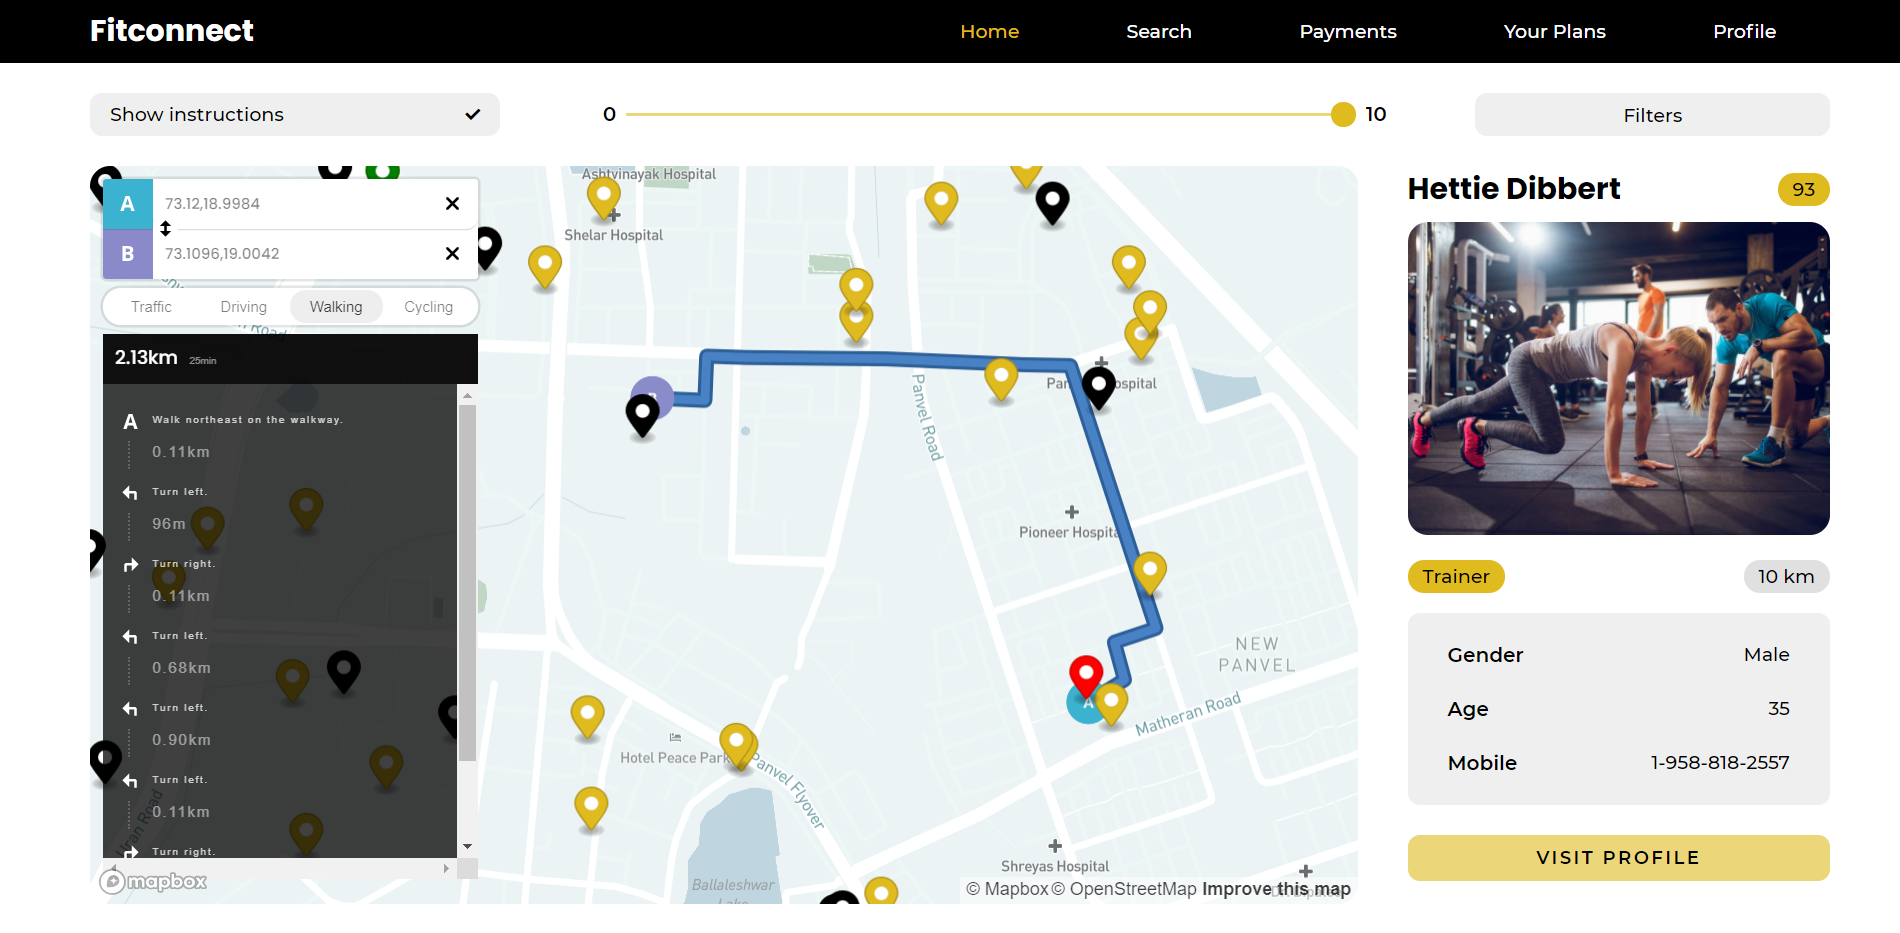 Fitconnect
Home
Search
Payments
Your Plans
Profile
Show instructions
0
10
Filters
A
73.12,18.9984
B
73.1096,19.0042
Traffic
Driving
Walking
Cycling
2.13km 25min
A Walk northeast on the walkway.
0.11km
Turn left.
96m
Turn right.
0.11km
Turn left.
0.68km
Turn left.
0.90km
Turn left.
0.11km
Turn right.
mapbox
Ashtvinayak Hospital
Shelar Hospital
Road
Panvel Road
Pioneer Hospital
NEW
PANVEL
A
Matheran Road
Hotel Peace Park
Panvel Flyover
Uran Road
Shreyas Hospital
Ballaleshwar
Lake
© Mapbox © OpenStreetMap Improve this map
Hettie Dibbert
93
Trainer
10 km
Gender
Male
Age
35
Mobile
1-958-818-2557
VISIT PROFILE